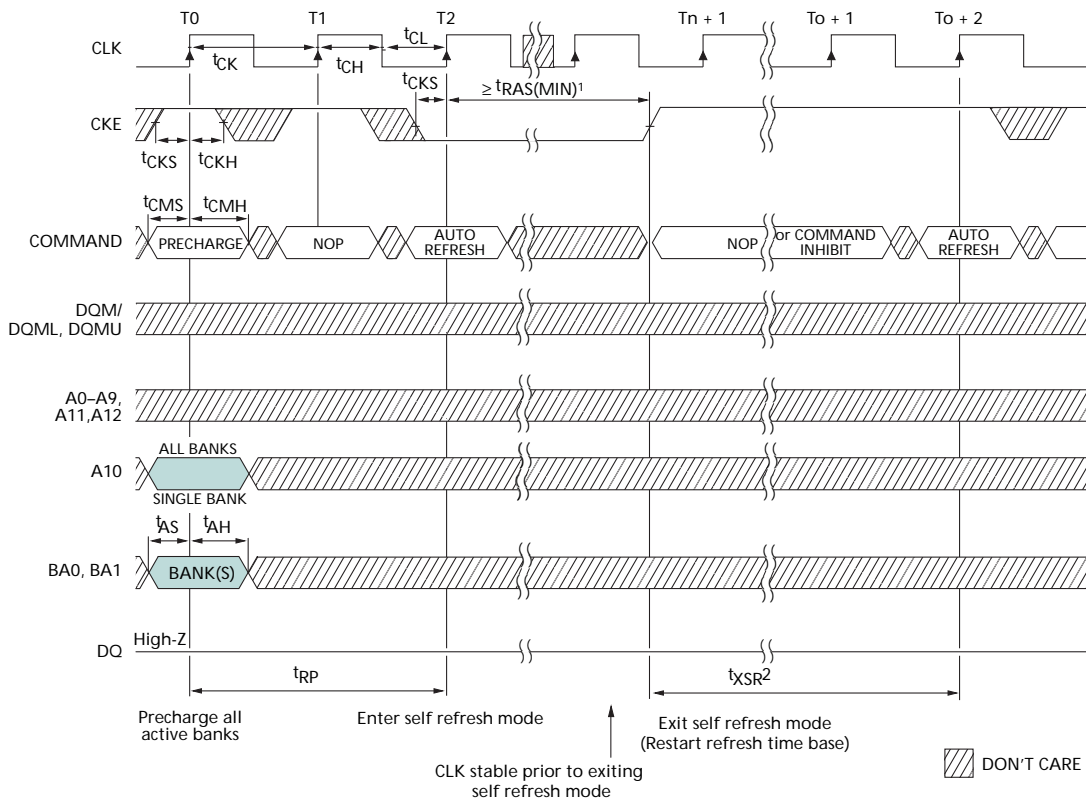 T0 T1 T2 Tn + 1 To + 1 To + 2
CLK
tCK tCH tCL
tCKS ≥ tRAS(MIN)1
CKE
tCKS tCKH
tCMS tCMH
COMMAND PRECHARGE NOP AUTO REFRESH NOP or COMMAND INHIBIT AUTO REFRESH
DQM/
DQML, DQMU
A0–A9,
A11,A12
ALL BANKS
A10
SINGLE BANK
tAS tAH
BA0, BA1 BANK(S)
High-Z
DQ
tRP tXSR2
Precharge all
active banks
Enter self refresh mode
Exit self refresh mode
(Restart refresh time base)
CLK stable prior to exiting
self refresh mode
DON'T CARE